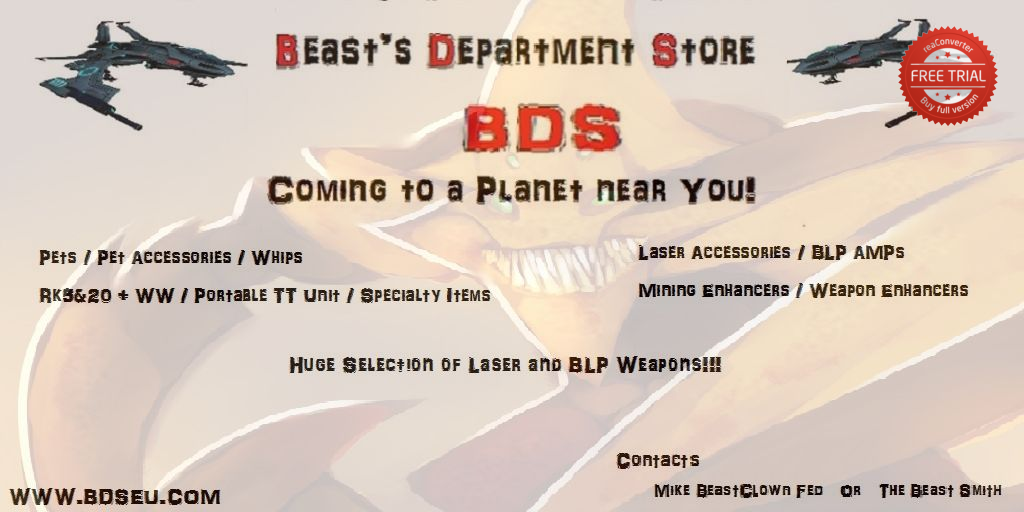 Beast's Department Store
reaConverter
FREE TRIAL
Buy full version
BDS
Coming to a Planet near You!
Pets / Pet Accessories / Whips
Laser Accessories / BLP AMPs
RK5&20 + WW / Portable TT Unit / Specialty Items
Mining Enhancers / Weapon Enhancers
Huge Selection of Laser and BLP Weapons!!!
Contacts
Mike BeastClown Fed Or The Beast Smith
WWW.BDSEU.COM